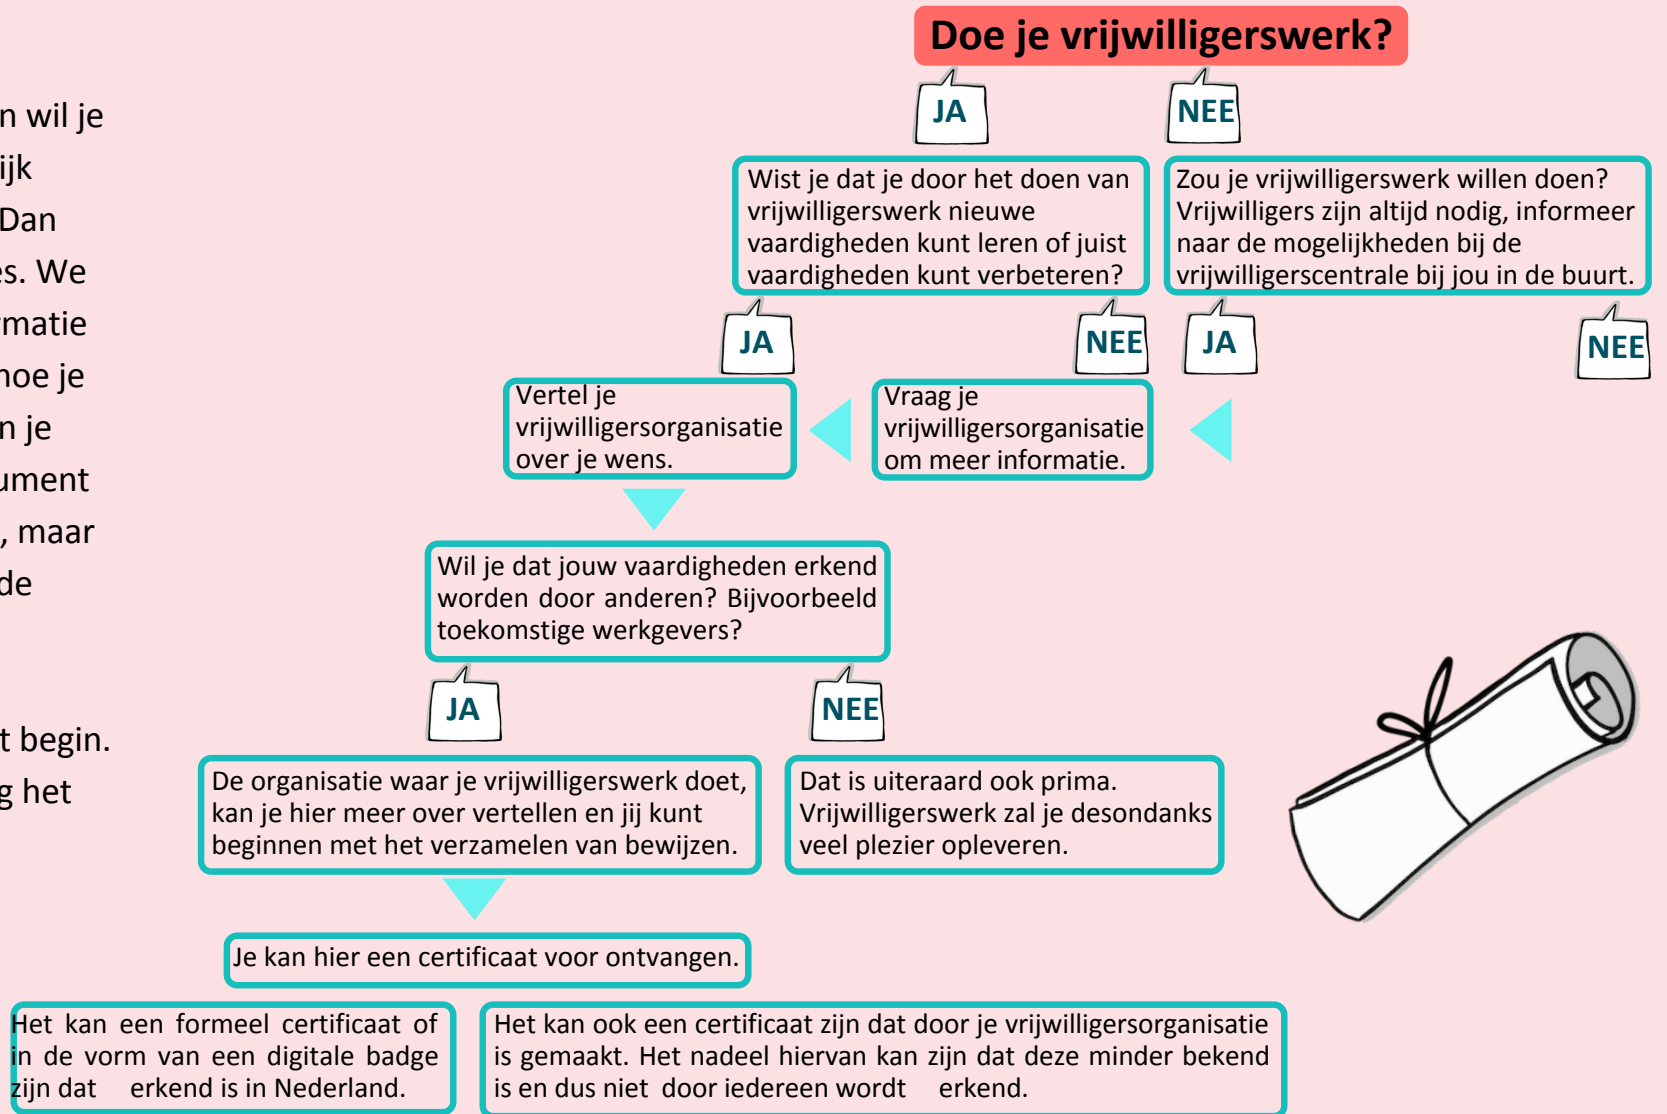 Doe je vrijwilligerswerk?
JA
NEE
n wil je
ijk
Dan
es. We
rmatie
hoe je
n je
ument
, maar
de
t begin.
g het
Wist je dat je door het doen van
vrijwilligerswerk nieuwe
vaardigheden kunt leren of juist
vaardigheden kunt verbeteren?
Zou je vrijwilligerswerk willen doen?
Vrijwilligers zijn altijd nodig, informeer
naar de mogelijkheden bij de
vrijwilligerscentrale bij jou in de buurt.
JA
NEE
JA
NEE
Vertel je
vrijwilligersorganisatie
over je wens.
Vraag je
vrijwilligersorganisatie
om meer informatie.
Wil je dat jouw vaardigheden erkend
worden door anderen? Bijvoorbeeld
toekomstige werkgevers?
JA
NEE
De organisatie waar je vrijwilligerswerk doet,
kan je hier meer over vertellen en jij kunt
beginnen met het verzamelen van bewijzen.
Dat is uiteraard ook prima.
Vrijwilligerswerk zal je desondanks
veel plezier opleveren.
Je kan hier een certificaat voor ontvangen.
Het kan een formeel certificaat of
in de vorm van een digitale badge
zijn dat erkend is in Nederland.
Het kan ook een certificaat zijn dat door je vrijwilligersorganisatie
is gemaakt. Het nadeel hiervan kan zijn dat deze minder bekend
is en dus niet door iedereen wordt erkend.